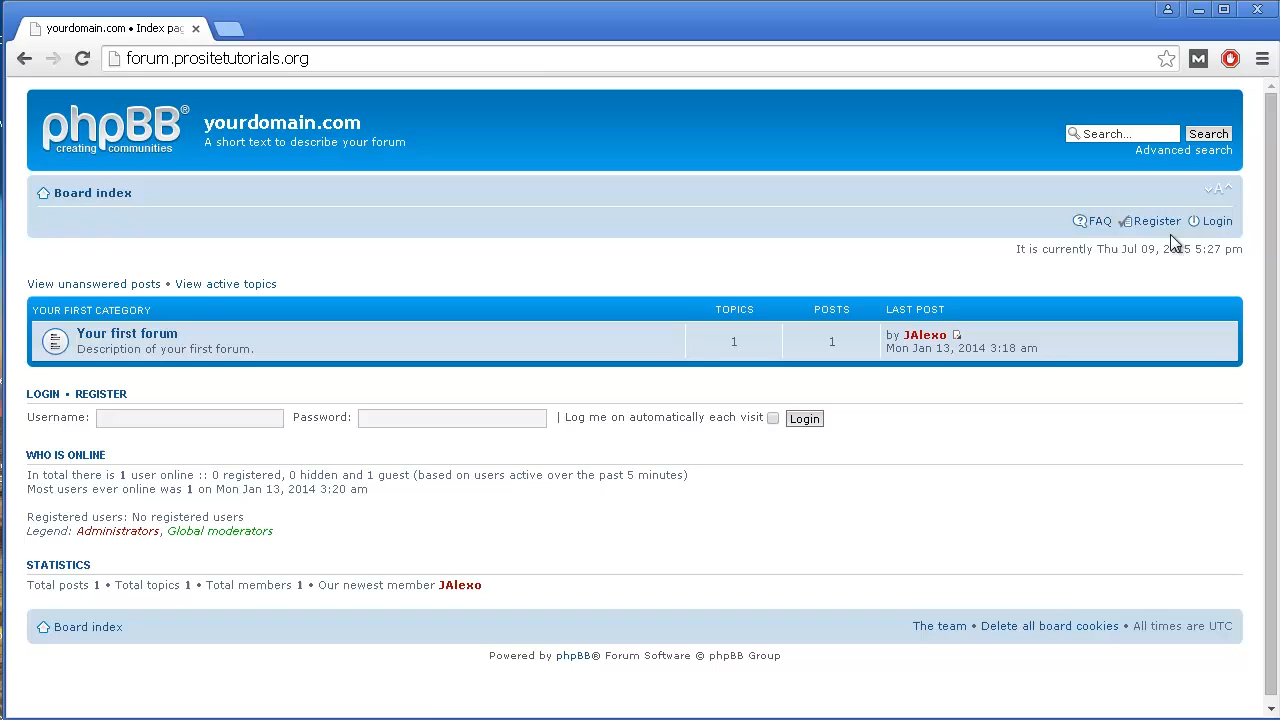 yourdomain.com • Index pag
forum.prositetutorials.org
phpBB®
creating communities
yourdomain.com
A short text to describe your forum
Search... Search
Advanced search
Board index
A
FAQ Register Login
It is currently Thu Jul 09, 2015 5:27 pm
View unanswered posts • View active topics
YOUR FIRST CATEGORY TOPICS POSTS LAST POST
Your first forum
Description of your first forum.
1 1
by JAlexo
Mon Jan 13, 2014 3:18 am
LOGIN • REGISTER
Username: Password: | Log me on automatically each visit Login
WHO IS ONLINE
In total there is 1 user online :: 0 registered, 0 hidden and 1 guest (based on users active over the past 5 minutes)
Most users ever online was 1 on Mon Jan 13, 2014 3:20 am
Registered users: No registered users
Legend: Administrators, Global moderators
STATISTICS
Total posts 1 • Total topics 1 • Total members 1 • Our newest member JAlexo
Board index
The team • Delete all board cookies • All times are UTC
Powered by phpBB® Forum Software © phpBB Group